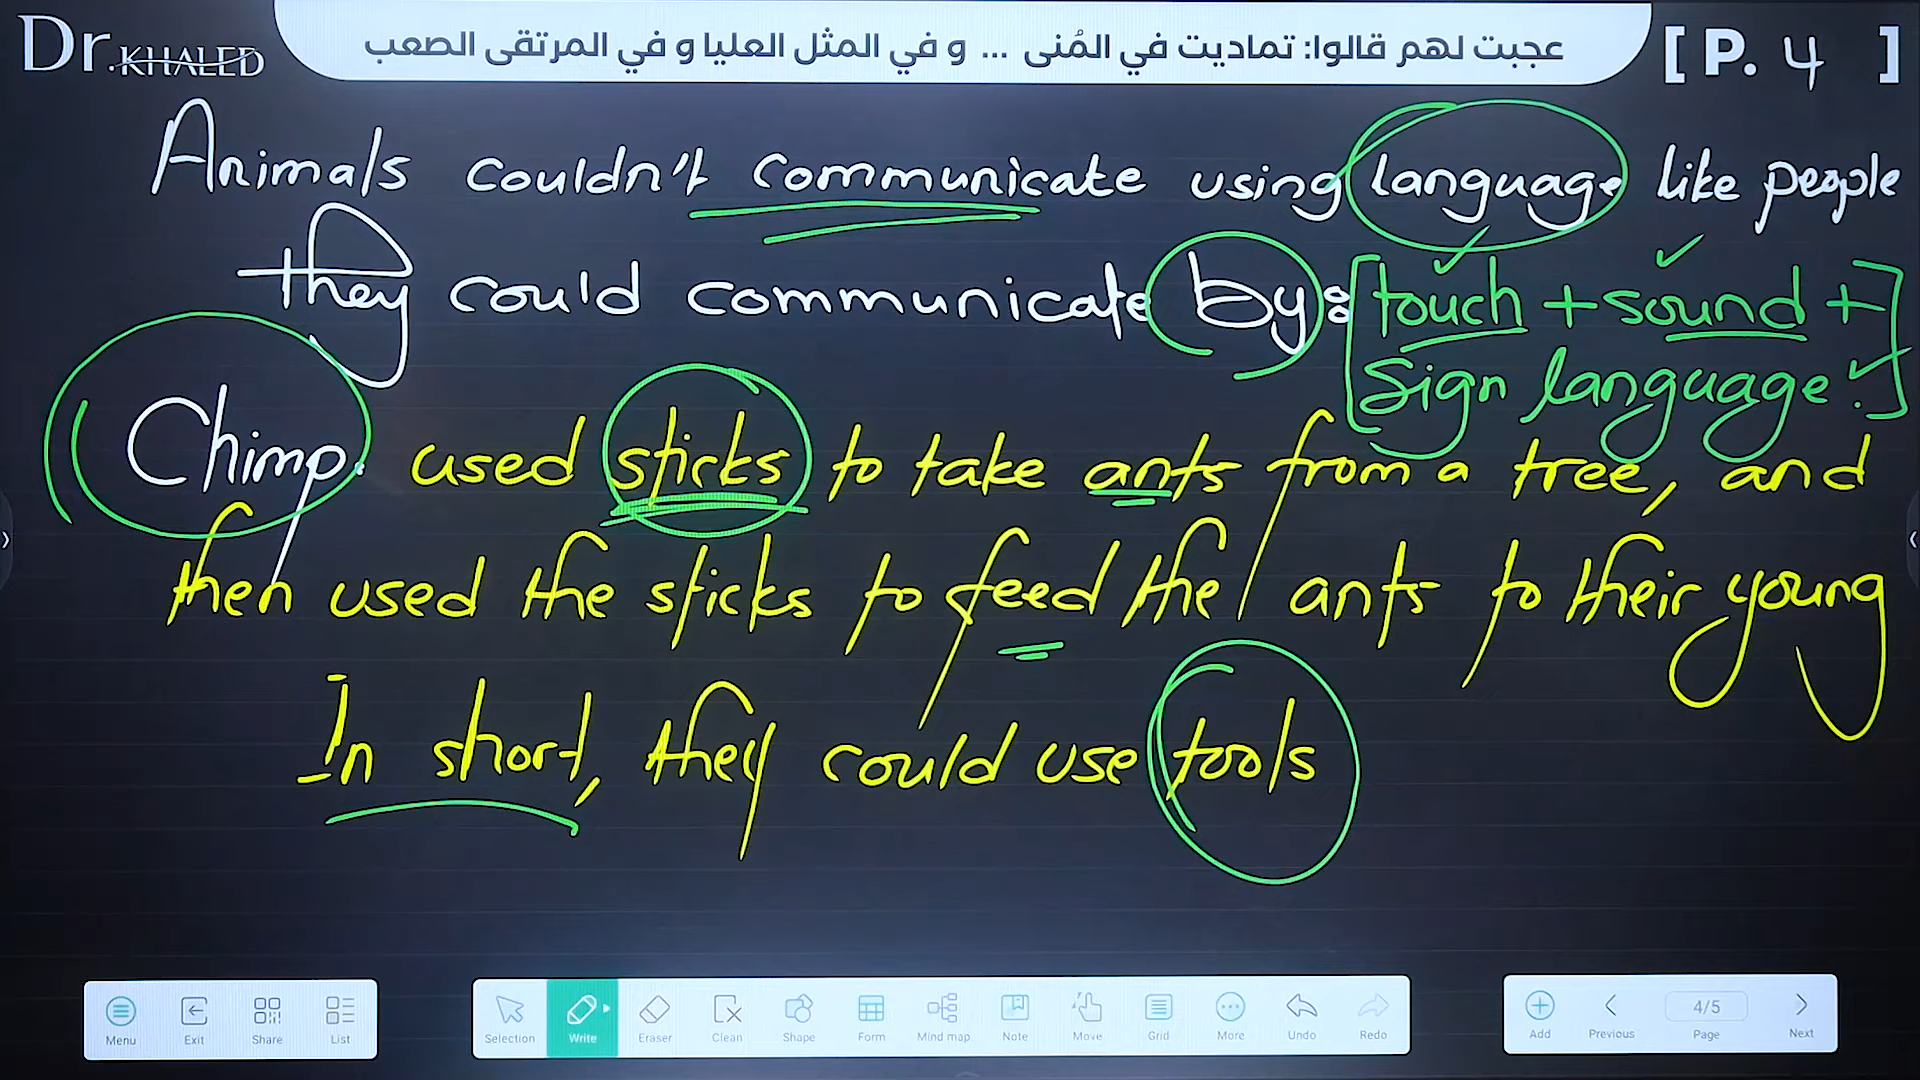 Dr. KHALED
عجبت لهم قالوا: تماديت في المُنى ... و في المثل العليا و في المرتقى الصعب
[ P. 4 ]
Animals couldn't communicate using language like people
they could communicate by: [touch + sound +
Sign language.]
Chimp. used sticks to take ants from a tree, and
then used the sticks to feed the ants to their young
In short, they could use tools
Menu Exit Share List
Selection Write Eraser Clean Shape Form Mind map Note Move Grid More Undo Redo
Add Previous 4/5 Page Next